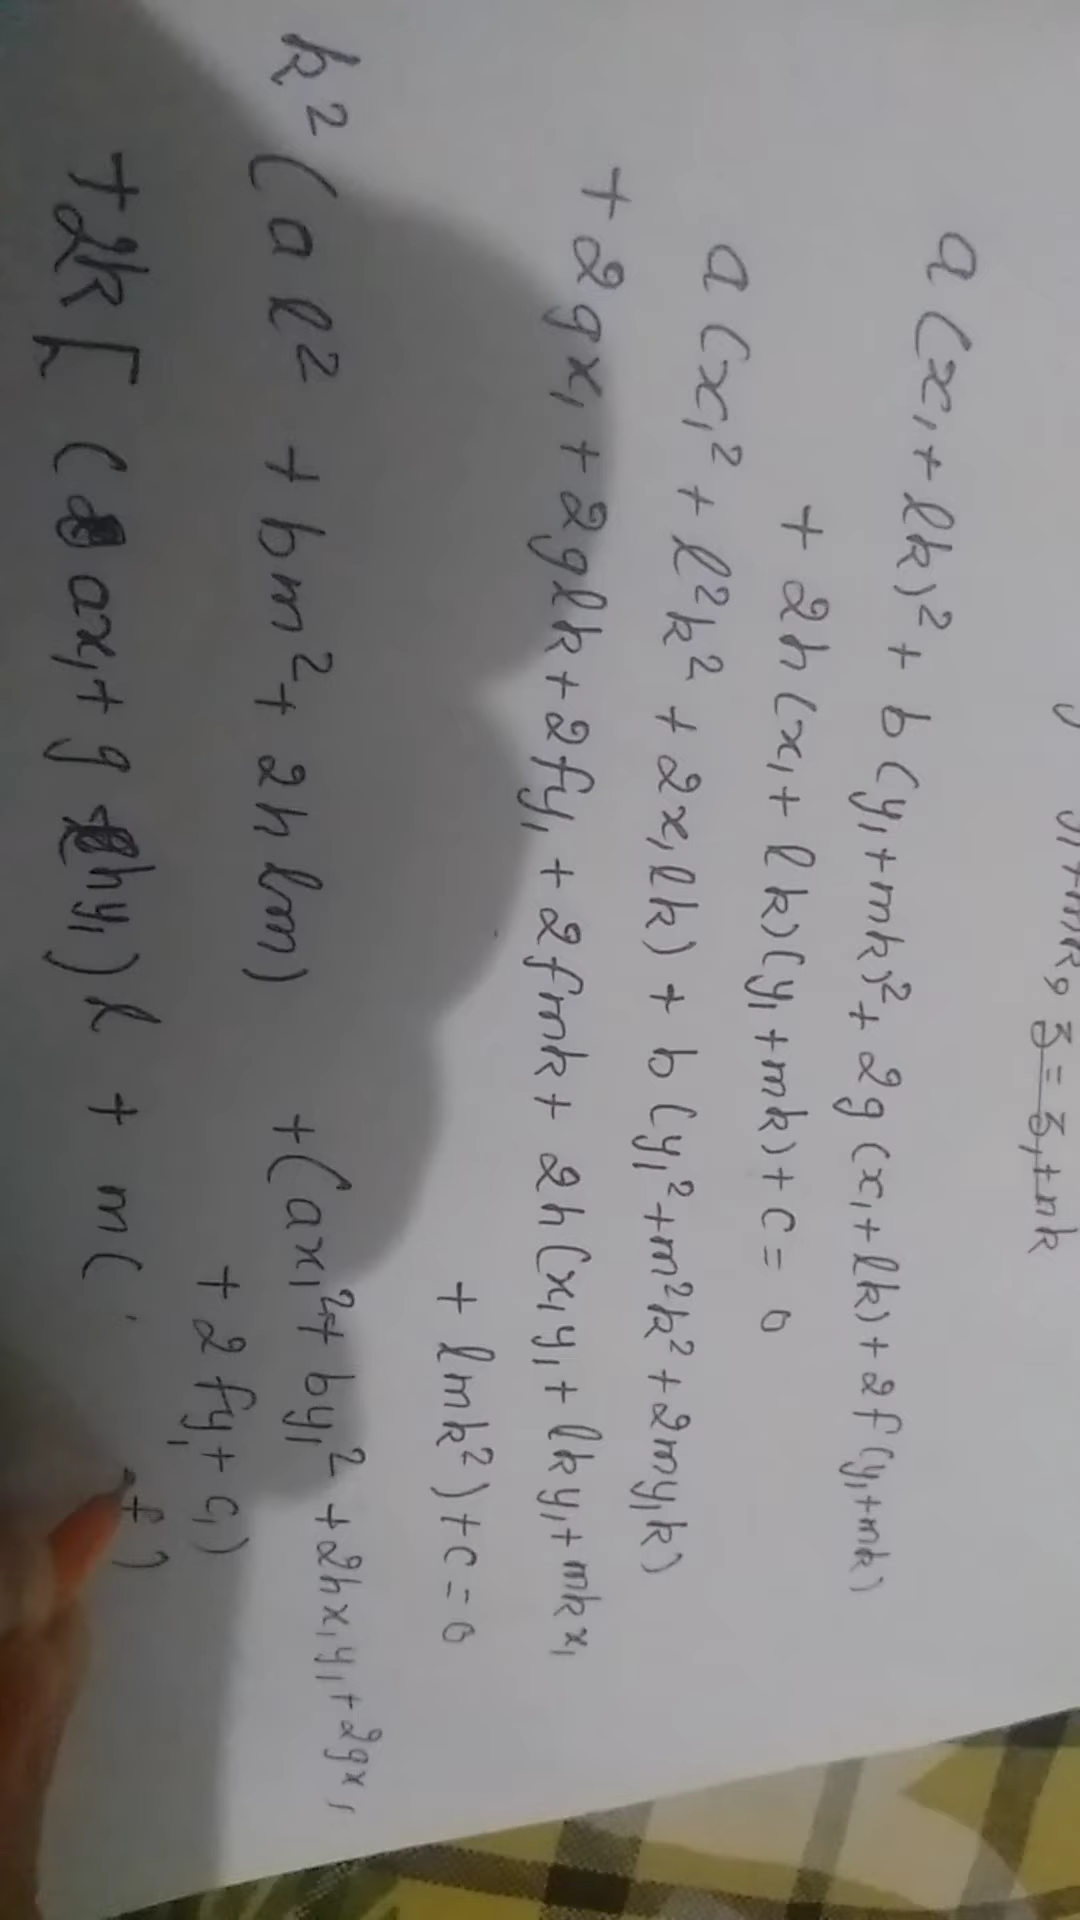 y₁+mk, z = z₁+nk
a(x₁+lk)² + b(y₁+mk)² + 2g(x₁+lk) + 2f(y₁+mk)
+ 2h(x₁+lk)(y₁+mk) + c = 0
a(x₁² + l²k² + 2x₁lk) + b(y₁² + m²k² + 2my₁k)
+ 2gx₁ + 2glk + 2fy₁ + 2fmk + 2h(x₁y₁ + lky₁ + mkx₁
+ lmk²) + c = 0
k²(al² + bm² + 2hlm) + (ax₁² + by₁² + 2hx₁y₁ + 2gx₁
+ 2fy₁ + c₁)
+2k[(ax₁ + g hy₁)l + m( f)